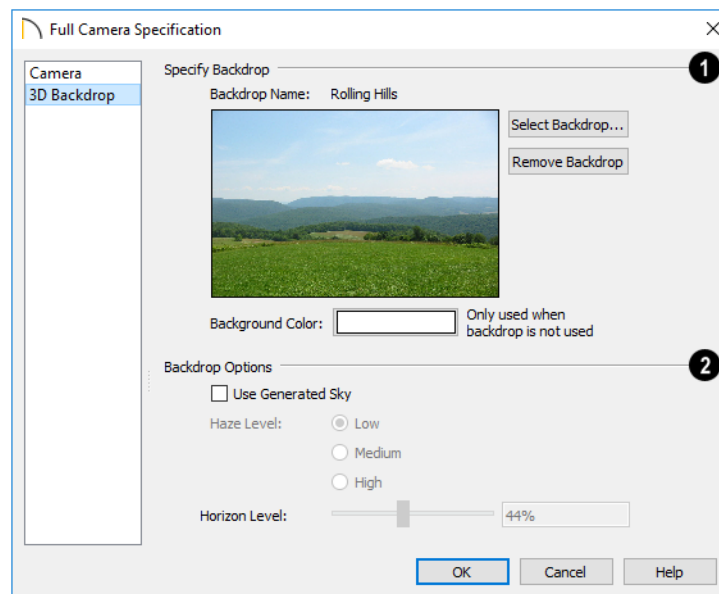 Full Camera Specification
Camera
3D Backdrop
Specify Backdrop
1
Backdrop Name: Rolling Hills
Select Backdrop...
Remove Backdrop
Background Color:
Only used when
backdrop is not used
Backdrop Options
2
Use Generated Sky
Haze Level:
Low
Medium
High
Horizon Level:
44%
OK
Cancel
Help